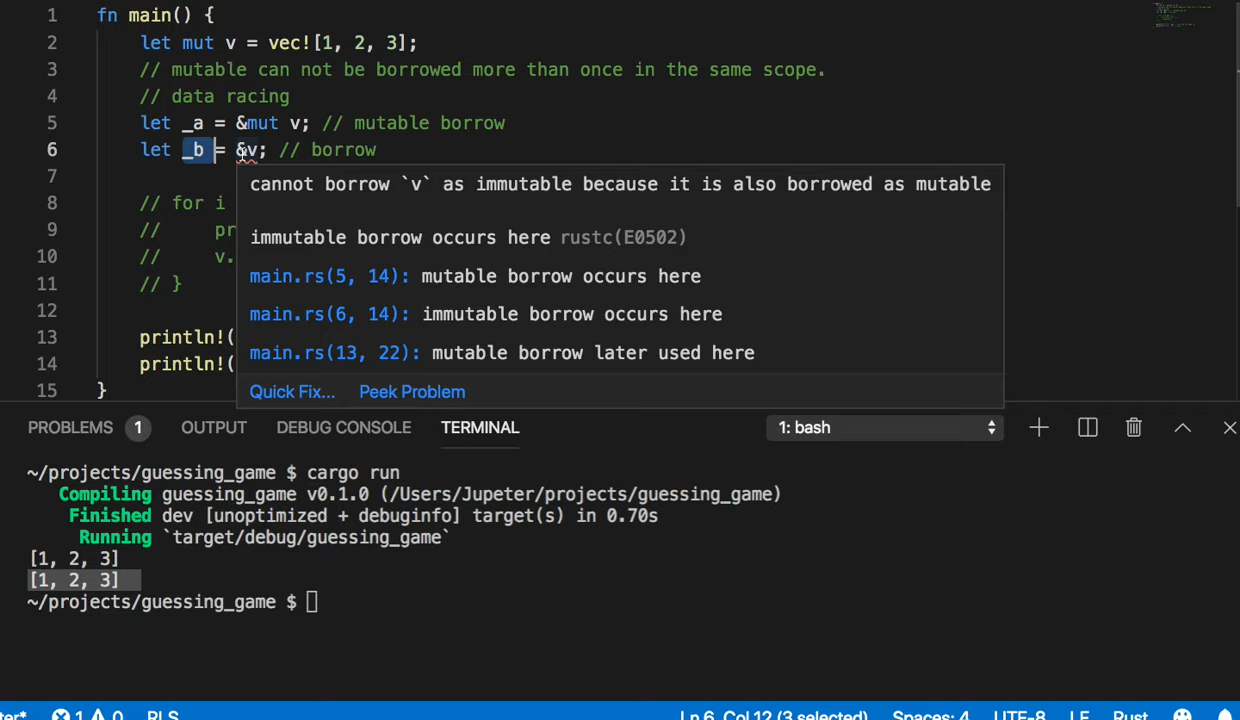 1 fn main() {
2 let mut v = vec![1, 2, 3];
3 // mutable can not be borrowed more than once in the same scope.
4 // data racing
5 let _a = &mut v; // mutable borrow
6 let _b = &v; // borrow
7
cannot borrow `v` as immutable because it is also borrowed as mutable
8 // for i
9 // pr
immutable borrow occurs here rustc(E0502)
10 // v.
main.rs(5, 14): mutable borrow occurs here
11 // }
12
main.rs(6, 14): immutable borrow occurs here
13 println!(
main.rs(13, 22): mutable borrow later used here
14 println!(
15 }
Quick Fix... Peek Problem
PROBLEMS 1 OUTPUT DEBUG CONSOLE TERMINAL 1: bash
~/projects/guessing_game $ cargo run
Compiling guessing_game v0.1.0 (/Users/Jupeter/projects/guessing_game)
Finished dev [unoptimized + debuginfo] target(s) in 0.70s
Running `target/debug/guessing_game`
[1, 2, 3]
[1, 2, 3]
~/projects/guessing_game $
ter* 1 0 RLS Ln 6, Col 12 (3 selected) Spaces: 4 UTF-8 LF Rust